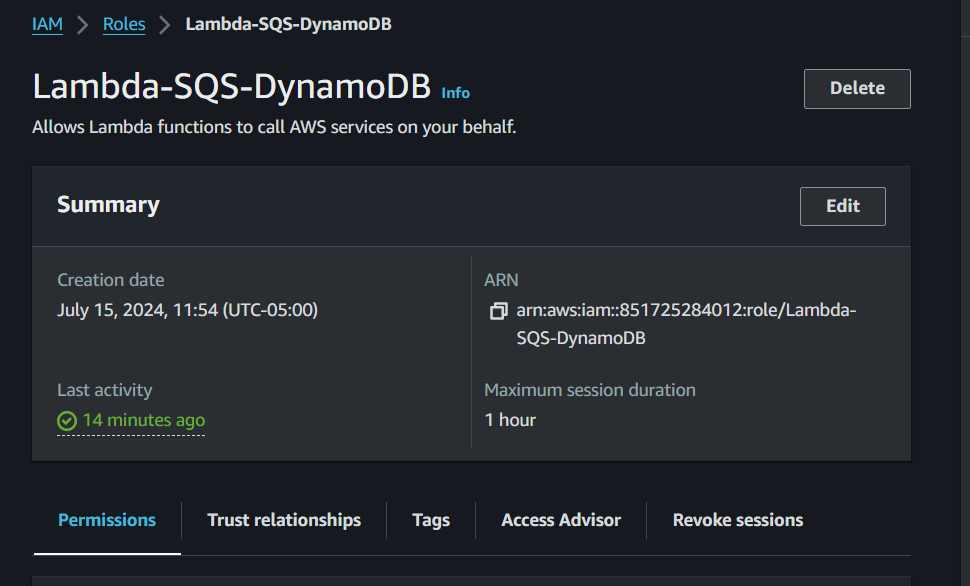 IAM > Roles > Lambda-SQS-DynamoDB
Lambda-SQS-DynamoDB Info
Delete
Allows Lambda functions to call AWS services on your behalf.
Summary
Edit
Creation date
July 15, 2024, 11:54 (UTC-05:00)
ARN
arn:aws:iam::851725284012:role/Lambda-
SQS-DynamoDB
Last activity
14 minutes ago
Maximum session duration
1 hour
Permissions
Trust relationships
Tags
Access Advisor
Revoke sessions